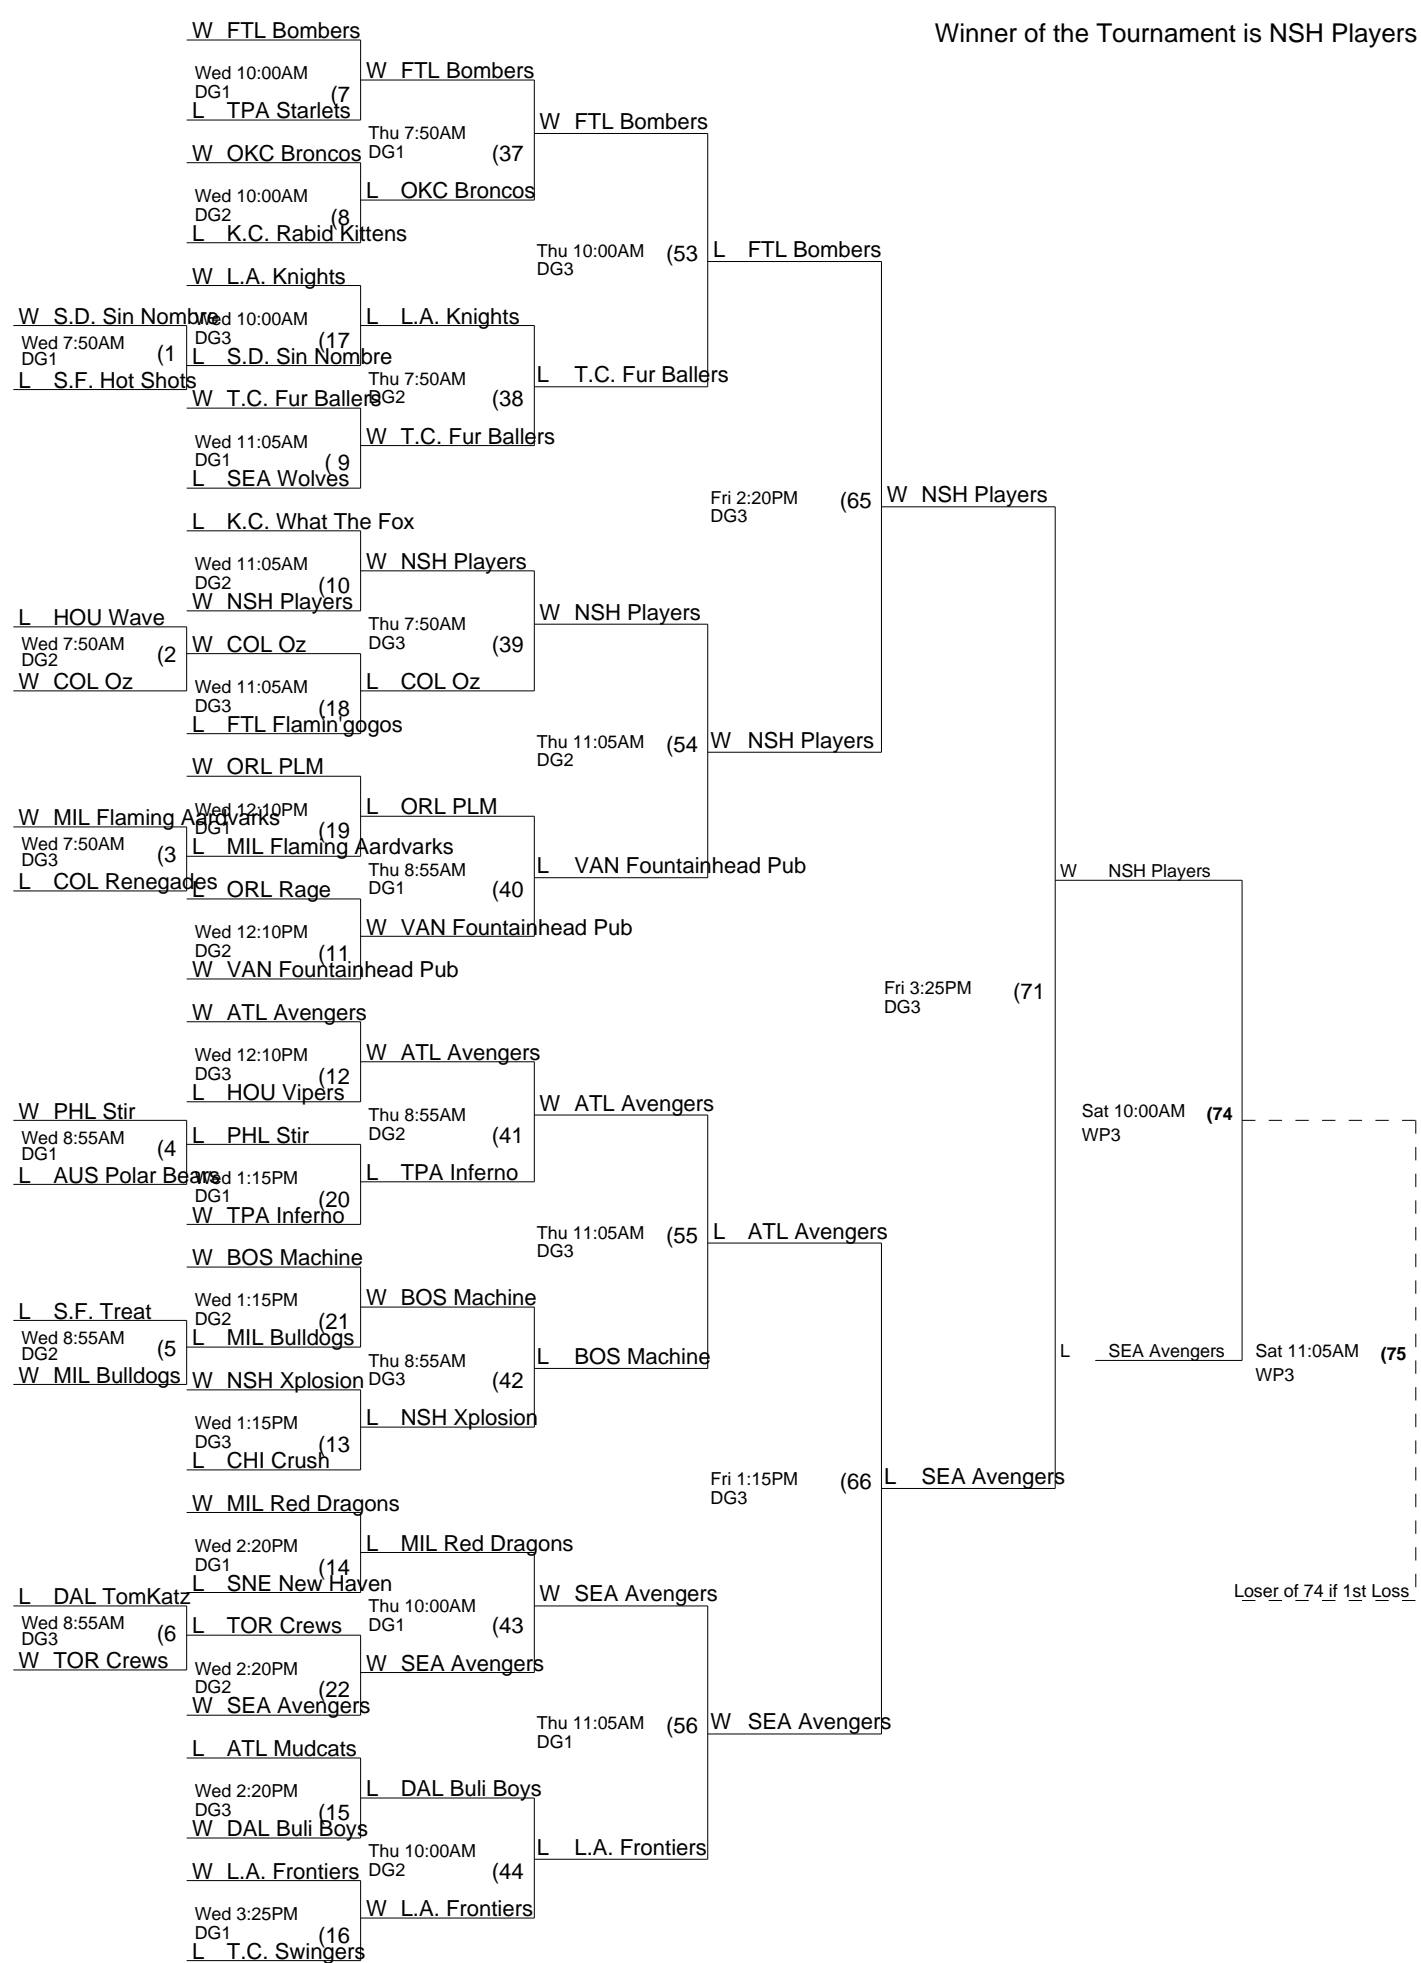 Winner of the Tournament is NSH Players
W FTL Bombers
Wed 10:00AM
DG1 (7
L TPA Starlets
W OKC Broncos
Wed 10:00AM
DG2 (8
L K.C. Rabid Kittens
W L.A. Knights
Wed 10:00AM
DG3 (17
L S.D. Sin Nombre
W T.C. Fur Ballers
Wed 11:05AM
DG1 (9
L SEA Wolves
L K.C. What The Fox
Wed 11:05AM
DG2 (10
W NSH Players
W COL Oz
Wed 11:05AM
DG3 (18
L FTL Flamin'gogos
W ORL PLM
Wed 12:10PM
DG1 (19
L MIL Flaming Aardvarks
L ORL Rage
Wed 12:10PM
DG2 (11
W VAN Fountainhead Pub
W ATL Avengers
Wed 12:10PM
DG3 (12
L HOU Vipers
L PHL Stir
Wed 1:15PM
DG1 (20
W TPA Inferno
W BOS Machine
Wed 1:15PM
DG2 (21
L MIL Bulldogs
W NSH Xplosion
Wed 1:15PM
DG3 (13
L CHI Crush
W MIL Red Dragons
Wed 2:20PM
DG1 (14
L SNE New Haven
L TOR Crews
Wed 2:20PM
DG2 (22
W SEA Avengers
L ATL Mudcats
Wed 2:20PM
DG3 (15
W DAL Buli Boys
W L.A. Frontiers
Wed 3:25PM
DG1 (16
L T.C. Swingers
W S.D. Sin Nombre
Wed 7:50AM
DG1 (1
L S.F. Hot Shots
L HOU Wave
Wed 7:50AM
DG2 (2
W COL Oz
W MIL Flaming Aardvarks
Wed 7:50AM
DG3 (3
L COL Renegades
W PHL Stir
Wed 8:55AM
DG1 (4
L AUS Polar Bears
L S.F. Treat
Wed 8:55AM
DG2 (5
W MIL Bulldogs
L DAL TomKatz
Wed 8:55AM
DG3 (6
W TOR Crews
W FTL Bombers
Thu 7:50AM
DG1 (37
L OKC Broncos
L L.A. Knights
Thu 7:50AM
DG2 (38
W T.C. Fur Ballers
W NSH Players
Thu 7:50AM
DG3 (39
L COL Oz
L ORL PLM
Thu 8:55AM
DG1 (40
W VAN Fountainhead Pub
W ATL Avengers
Thu 8:55AM
DG2 (41
L TPA Inferno
W BOS Machine
Thu 8:55AM
DG3 (42
L NSH Xplosion
L MIL Red Dragons
Thu 10:00AM
DG1 (43
W SEA Avengers
L DAL Buli Boys
Thu 10:00AM
DG2 (44
W L.A. Frontiers
W FTL Bombers
Thu 10:00AM (53
DG3
L T.C. Fur Ballers
W NSH Players
Thu 11:05AM (54
DG2
L VAN Fountainhead Pub
W ATL Avengers
Thu 11:05AM (55
DG3
L BOS Machine
W SEA Avengers
Thu 11:05AM (56
DG1
L L.A. Frontiers
L FTL Bombers
Fri 2:20PM (65
DG3
W NSH Players
L ATL Avengers
Fri 1:15PM (66
DG3
W SEA Avengers
W NSH Players
Fri 3:25PM (71
DG3
L SEA Avengers
W NSH Players
Sat 10:00AM (74
WP3
L SEA Avengers
Sat 11:05AM (75
WP3
Loser of 74 if 1st Loss